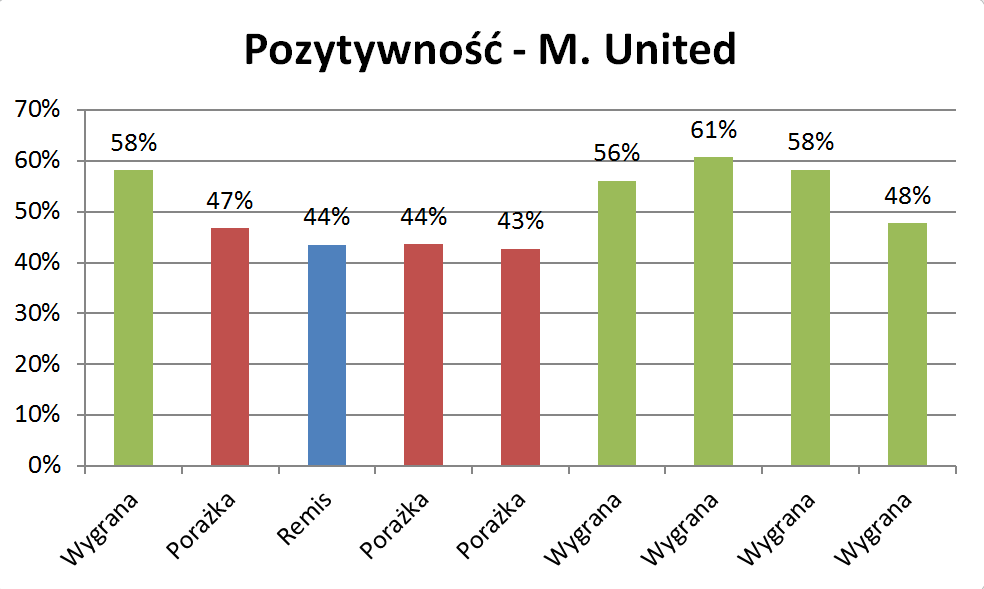 Pozytywność - M. United
70%
60%
50%
40%
30%
20%
10%
0%
58%
47%
44%
44%
43%
56%
61%
58%
48%
Wygrana
Porażka
Remis
Porażka
Porażka
Wygrana
Wygrana
Wygrana
Wygrana